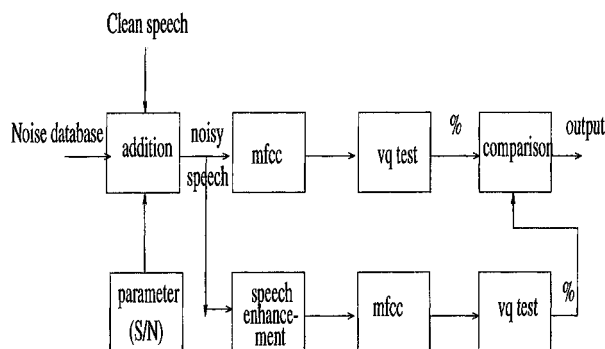 Clean speech
Noise database
addition
noisy
speech
mfcc
vq test
%
comparison
output
parameter
(S/N)
speech
enhance-
ment
mfcc
vq test
%